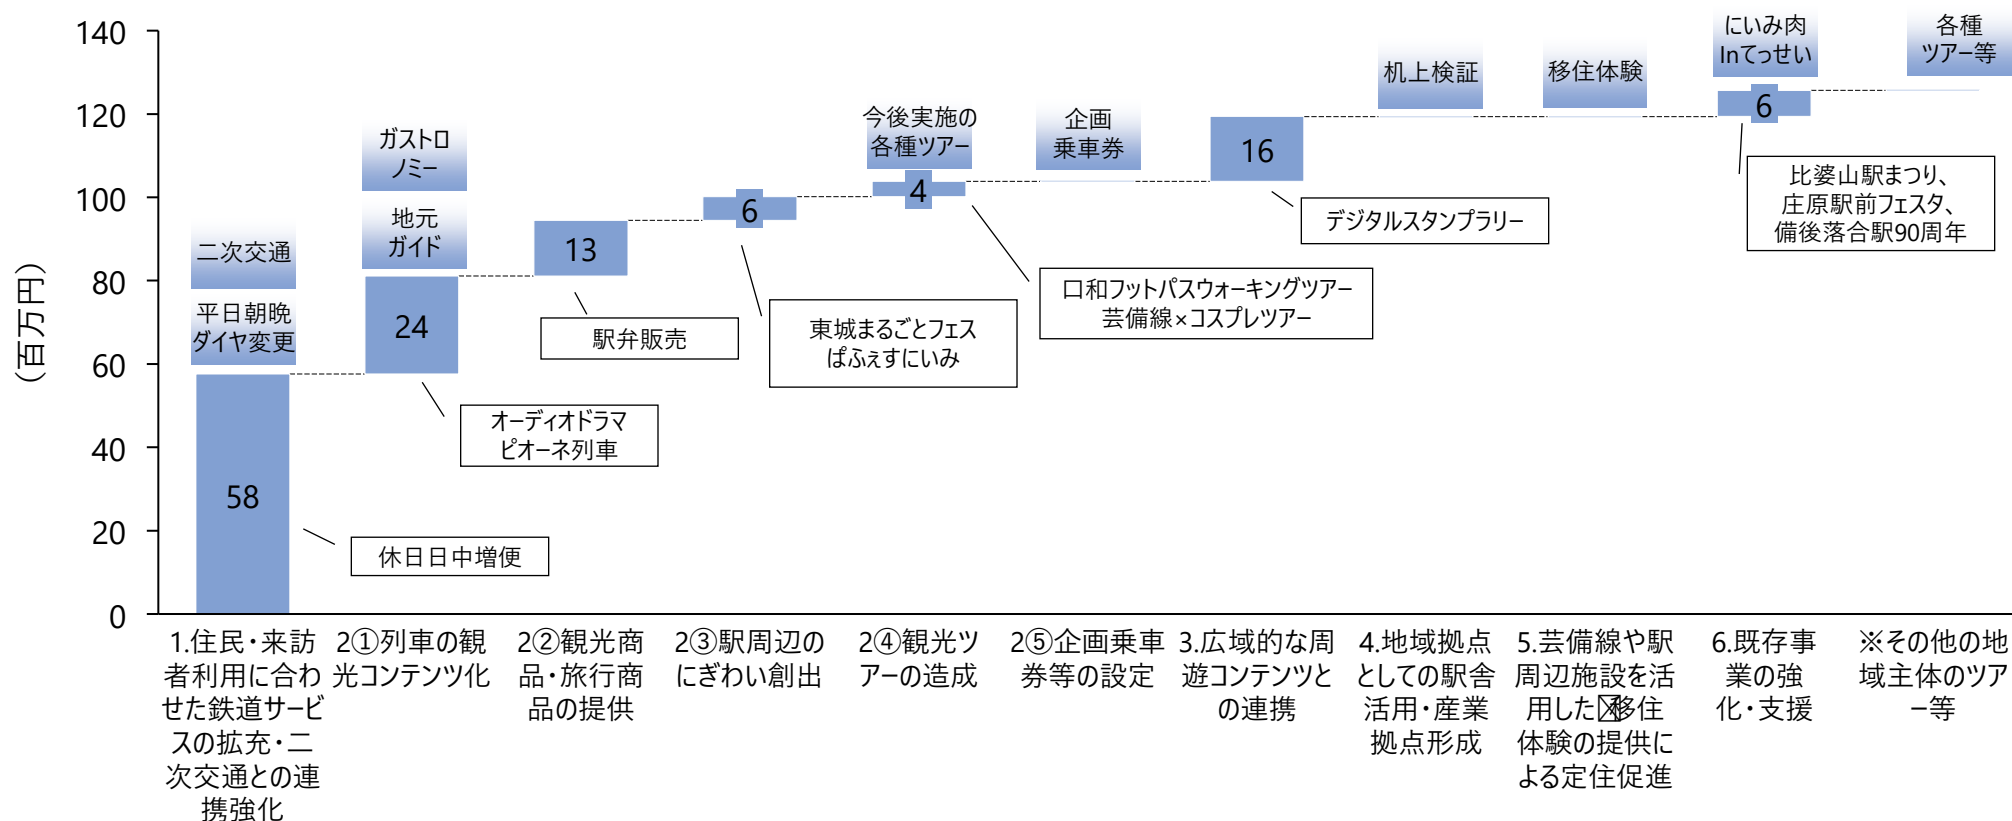 (百万円)
140
120
100
80
60
40
20
0
二次交通
平日朝晩
ダイヤ変更
58
休日日中増便
ガストロ
ノミー
地元
ガイド
24
オーディオドラマ
ピオーネ列車
13
駅弁販売
6
東城まるごとフェス
ぱふぇすにいみ
今後実施の
各種ツアー
4
口和フットパスウォーキングツアー
芸備線×コスプレツアー
企画
乗車券
16
デジタルスタンプラリー
机上検証
移住体験
にいみ肉
Inてっせい
6
比婆山駅まつり、
庄原駅前フェスタ、
備後落合駅90周年
各種
ツアー等
1.住民・来訪
者利用に合わ
せた鉄道サービ
スの拡充・二
次交通との連
携強化
2①列車の観
光コンテンツ化
2②観光商
品・旅行商
品の提供
2③駅周辺の
にぎわい創出
2④観光ツ
アーの造成
2⑤企画乗車
券等の設定
3.広域的な周
遊コンテンツと
の連携
4.地域拠点
としての駅舎
活用・産業
拠点形成
5.芸備線や駅
周辺施設を活
用した移住
体験の提供に
よる定住促進
6.既存事
業の強
化・支援
※その他の地
域主体のツア
ー等